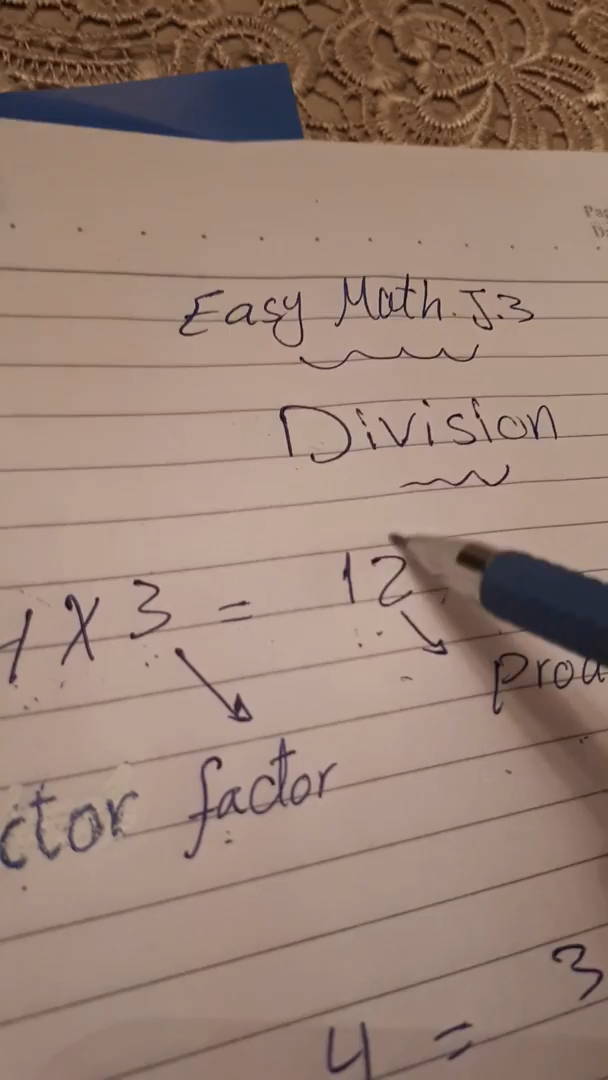 Easy Math. J.3
Division
X 3 = 12
factor
4 = 3